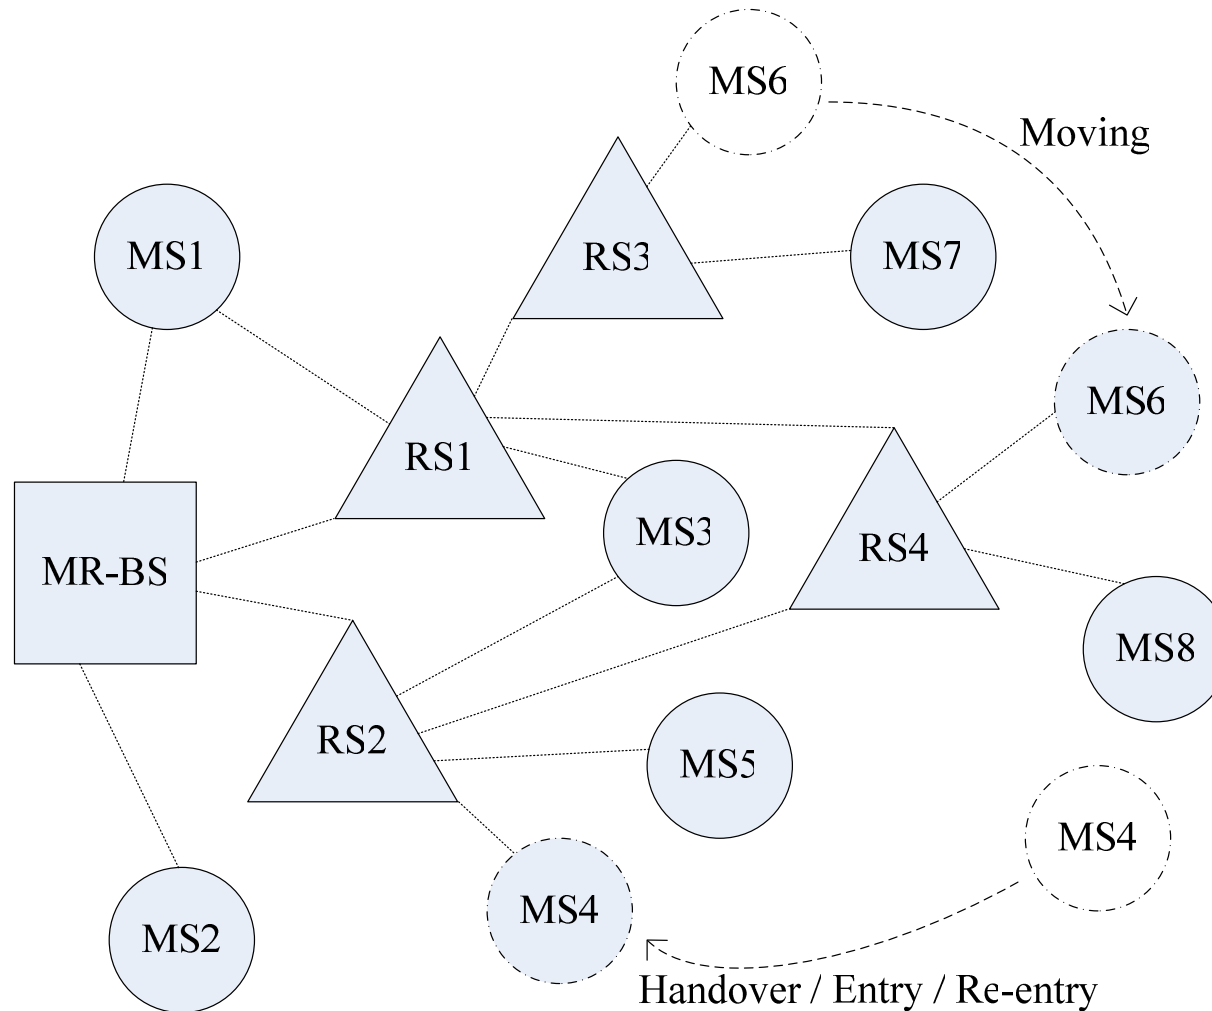 MS6
Moving
MS1
RS3
MS7
MS6
RS1
MS3
RS4
MR-BS
MS8
RS2
MS5
MS4
MS4
MS2
Handover / Entry / Re-entry